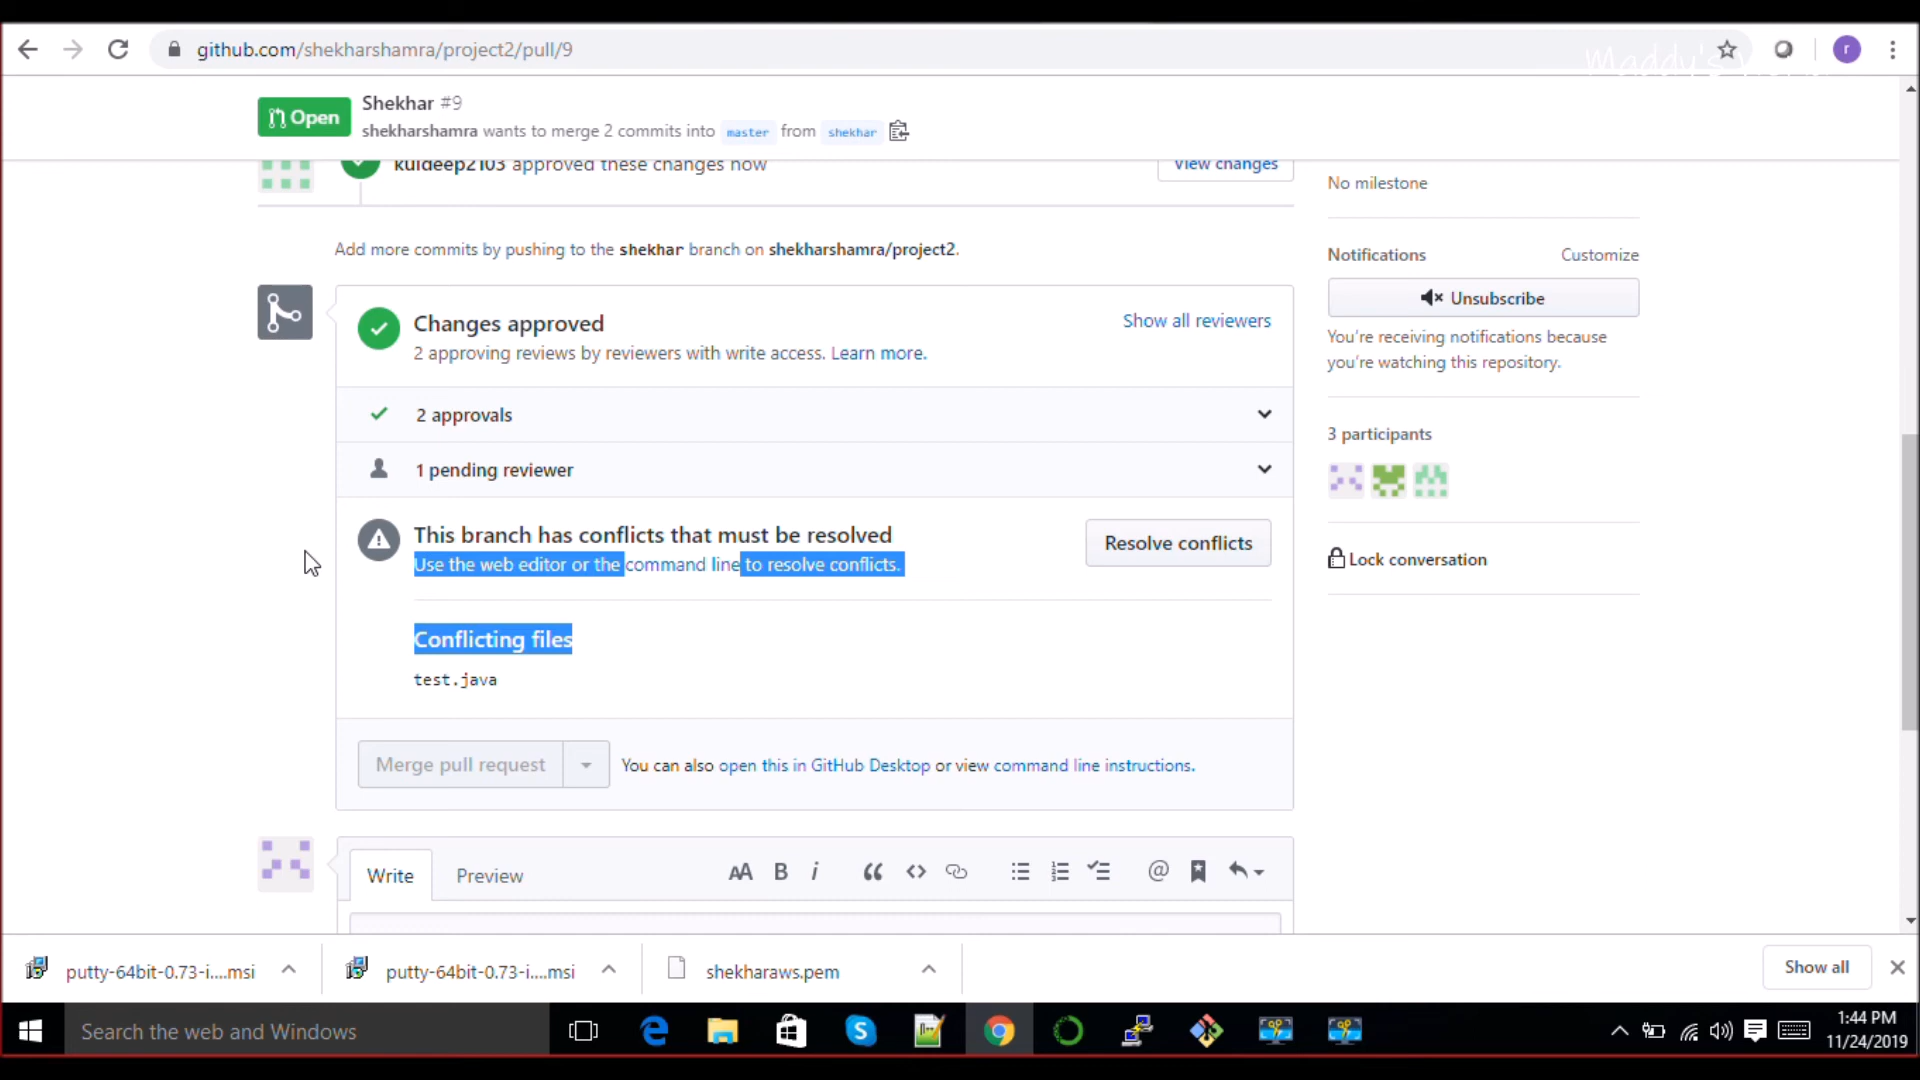 github.com/shekharshamra/project2/pull/9
Maddy's
r
Open
Shekhar #9
shekharshamra wants to merge 2 commits into master from shekhar
kuldeep2103 approved these changes now
View changes
No milestone
Add more commits by pushing to the shekhar branch on shekharshamra/project2.
Notifications
Customize
Unsubscribe
You're receiving notifications because
you're watching this repository.
Changes approved
2 approving reviews by reviewers with write access. Learn more.
Show all reviewers
2 approvals
1 pending reviewer
3 participants
This branch has conflicts that must be resolved
Use the web editor or the command line to resolve conflicts.
Resolve conflicts
Lock conversation
Conflicting files
test.java
Merge pull request
You can also open this in GitHub Desktop or view command line instructions.
Write
Preview
AA B i
@
putty-64bit-0.73-i....msi
putty-64bit-0.73-i....msi
shekharaws.pem
Show all
Search the web and Windows
1:44 PM
11/24/2019